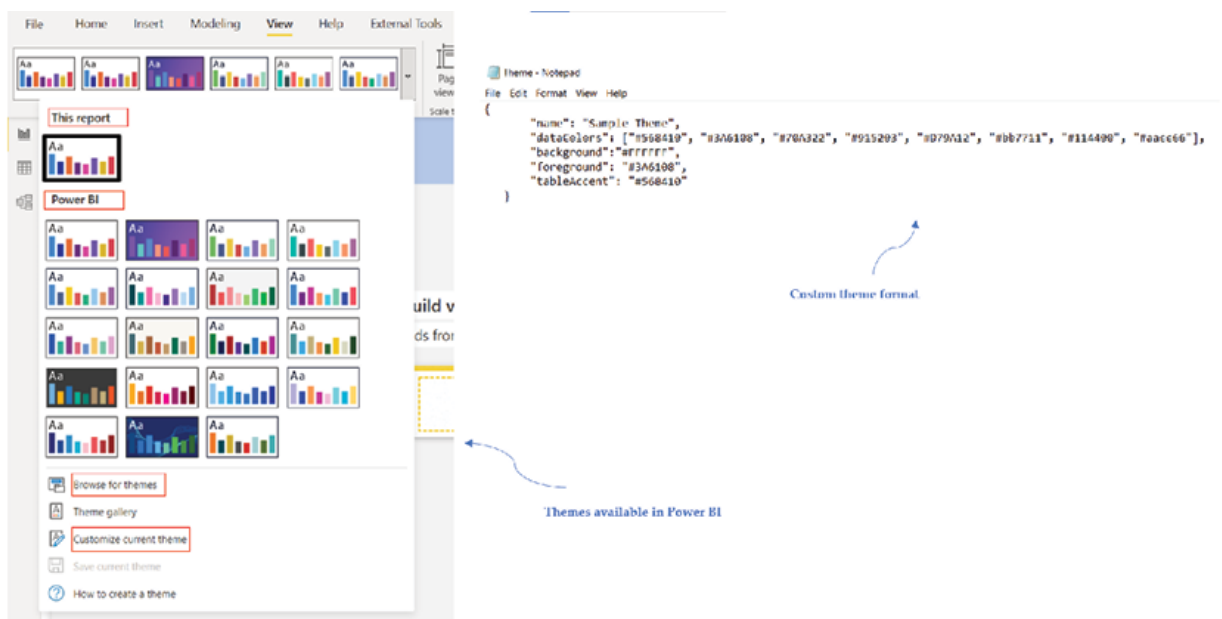 File Home Insert Modeling View Help External Tools
Aa Aa Aa Aa Aa Aa
Pag
view
Scale t
This report
Aa
Power BI
Aa Aa Aa Aa
Aa Aa Aa Aa
Aa Aa Aa Aa
Aa Aa Aa Aa
Aa Aa Aa
Browse for themes
Theme gallery
Customize current theme
Save current theme
How to create a theme
uild v
ds fror
Themes available in Power BI
Theme - Notepad
File Edit Format View Help
{
"name": "Sample Theme",
"dataColors": ["#568410", "#3A6108", "#70A322", "#915203", "#D79A12", "#bb7711", "#114400", "#aacc66"],
"background":"#FFFFFF",
"foreground": "#3A6108",
"tableAccent": "#568410"
}
Custom theme format